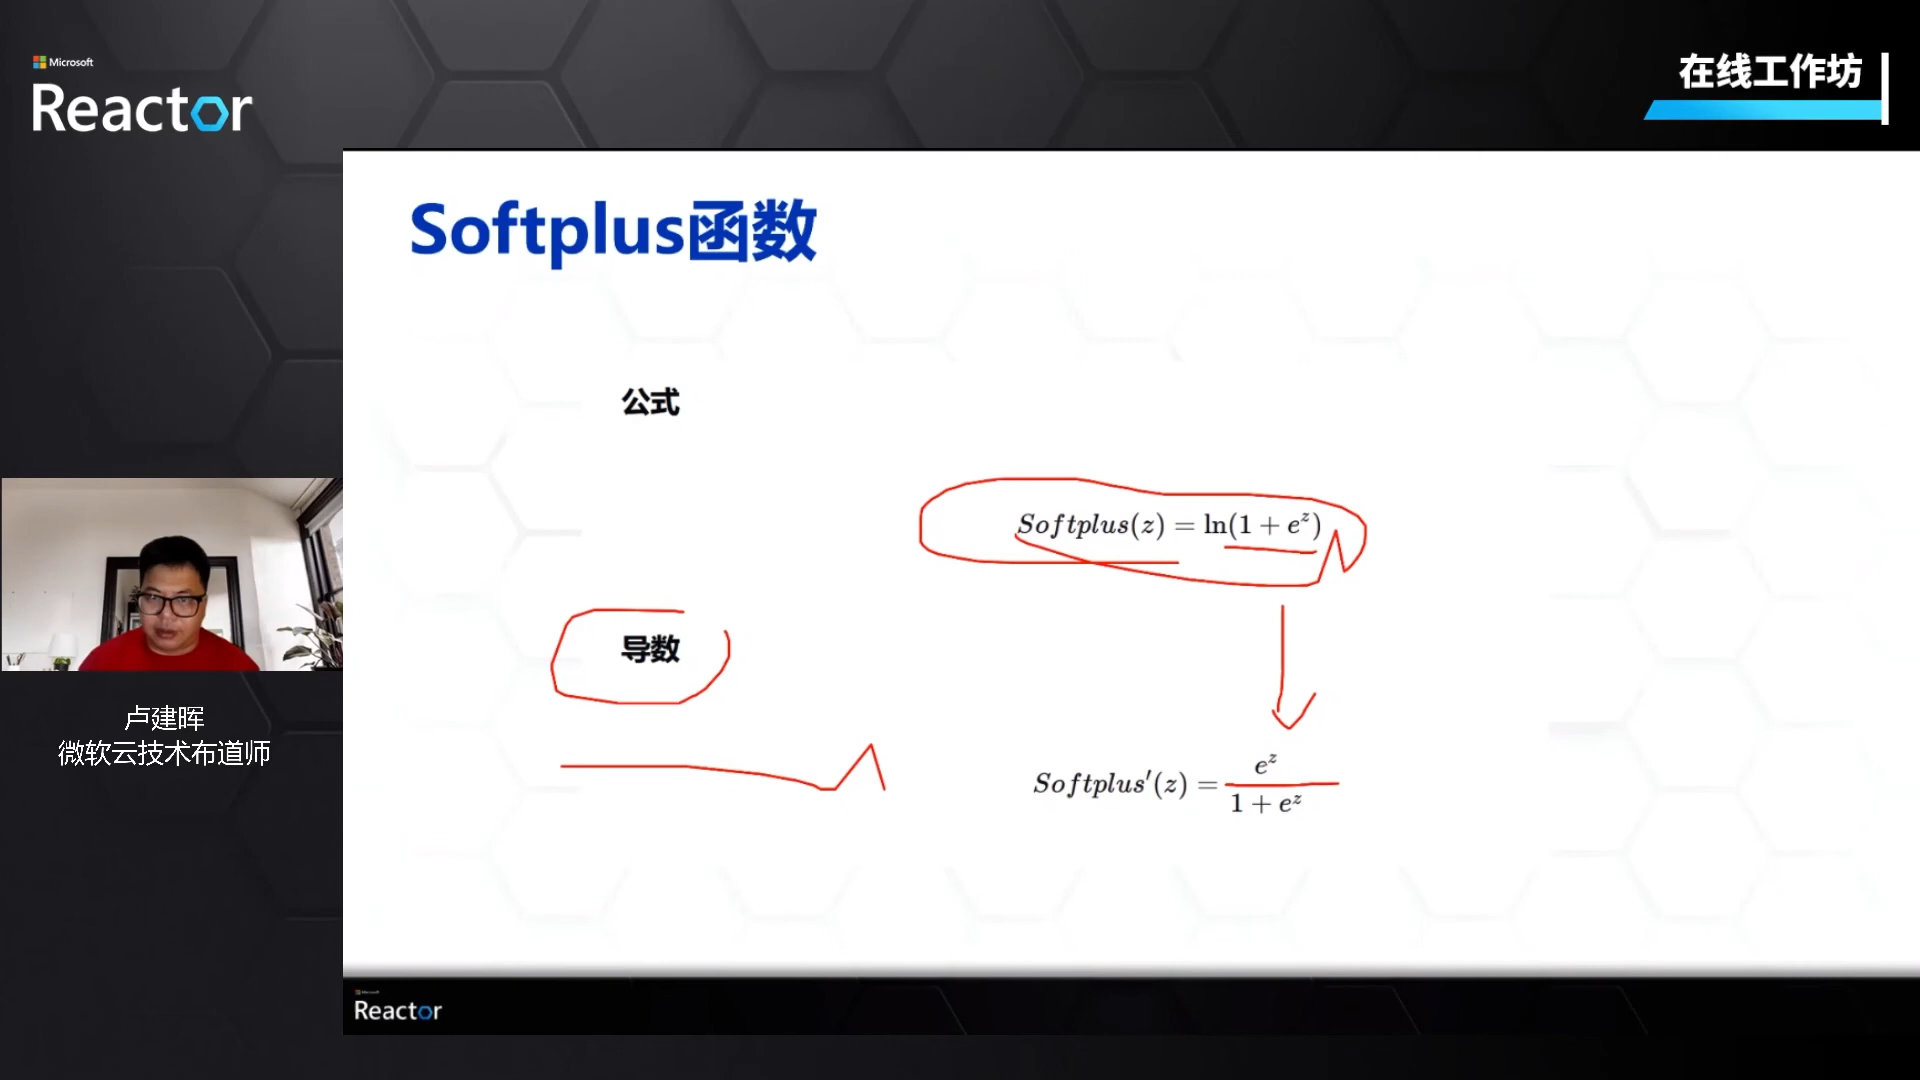 Microsoft
Reactor
在线工作坊
Softplus函数
公式
Softplus(z) = ln(1 + e^z)
导数
Softplus'(z) = e^z / (1 + e^z)
卢建晖
微软云技术布道师
Microsoft
Reactor